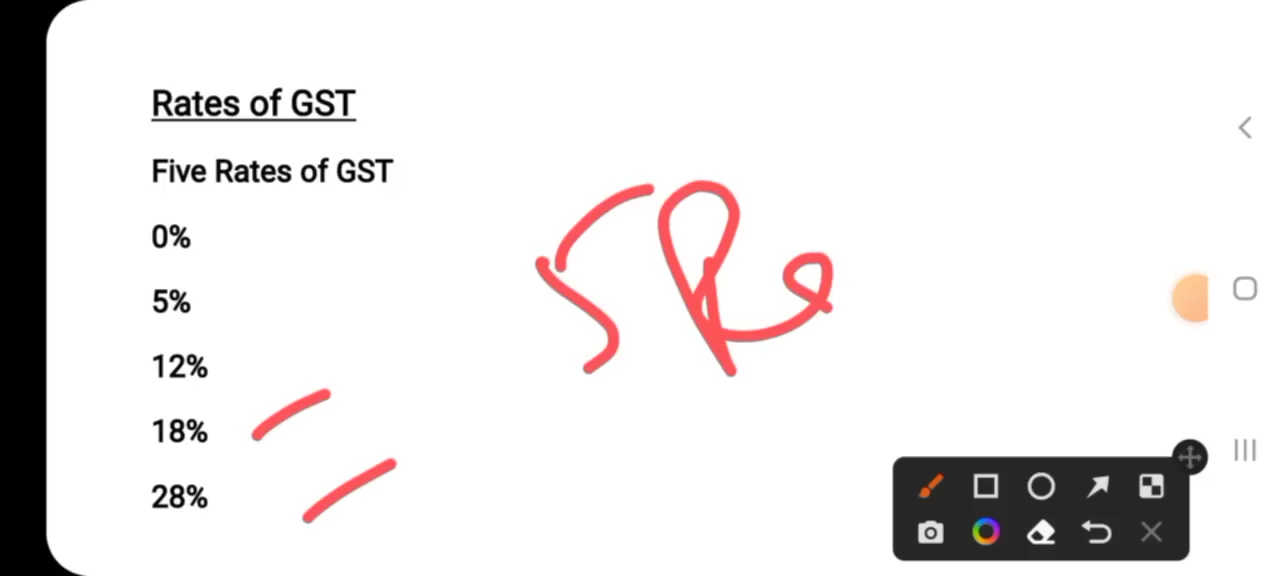 Rates of GST
Five Rates of GST
0%
5%
12%
18%
28%